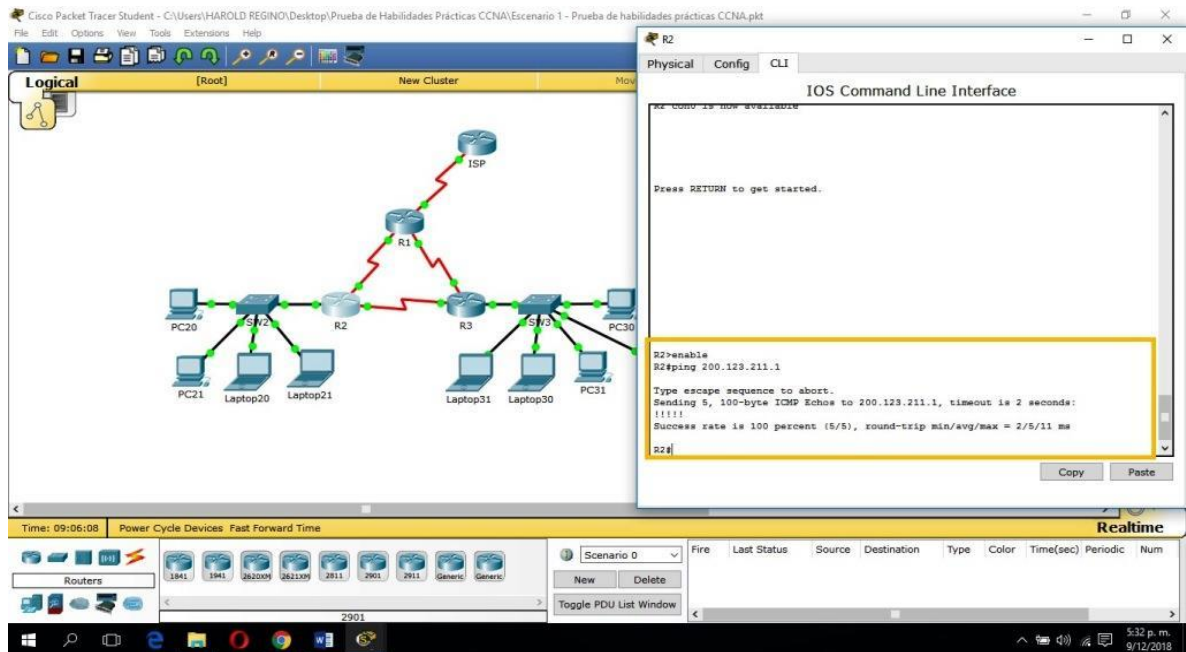 Cisco Packet Tracer Student - C:\Users\HAROLD REGINO\Desktop\Prueba de Habilidades Prácticas CCNA\Escenario 1 - Prueba de habilidades prácticas CCNA.pkt
File Edit Options View Tools Extensions Help
Logical [Root] New Cluster Mov
ISP
R1
PC20
SW2
R2
R3
SW3
PC30
PC21
Laptop20
Laptop21
Laptop31
Laptop30
PC31
R2
Physical Config CLI
IOS Command Line Interface
R2 con0 is now available
Press RETURN to get started.
R2>enable
R2#ping 200.123.211.1
Type escape sequence to abort.
Sending 5, 100-byte ICMP Echos to 200.123.211.1, timeout is 2 seconds:
!!!!!
Success rate is 100 percent (5/5), round-trip min/avg/max = 2/5/11 ms
R2#
Copy Paste
Time: 09:06:08 Power Cycle Devices Fast Forward Time Realtime
Routers
1841 1941 2620XM 2621XM 2811 2901 2911 Generic Generic
2901
Scenario 0
New Delete
Toggle PDU List Window
Fire Last Status Source Destination Type Color Time(sec) Periodic Num
5:32 p. m.
9/12/2018